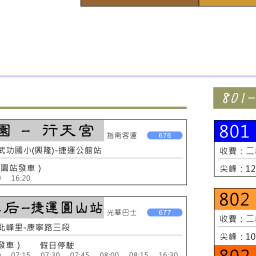 園 - 行天宮
指南客運
676
武功國小(興隆)-捷運公館站
園站發車)
16:20
后-捷運圓山站
光華巴士
677
北峰里-康寧路三段
發車) 假日停駛
07:15 07:30 07:45 08:00 08:15 16:30
801-
801
收費:二
尖峰:12
802
收費:二
尖峰:10
802